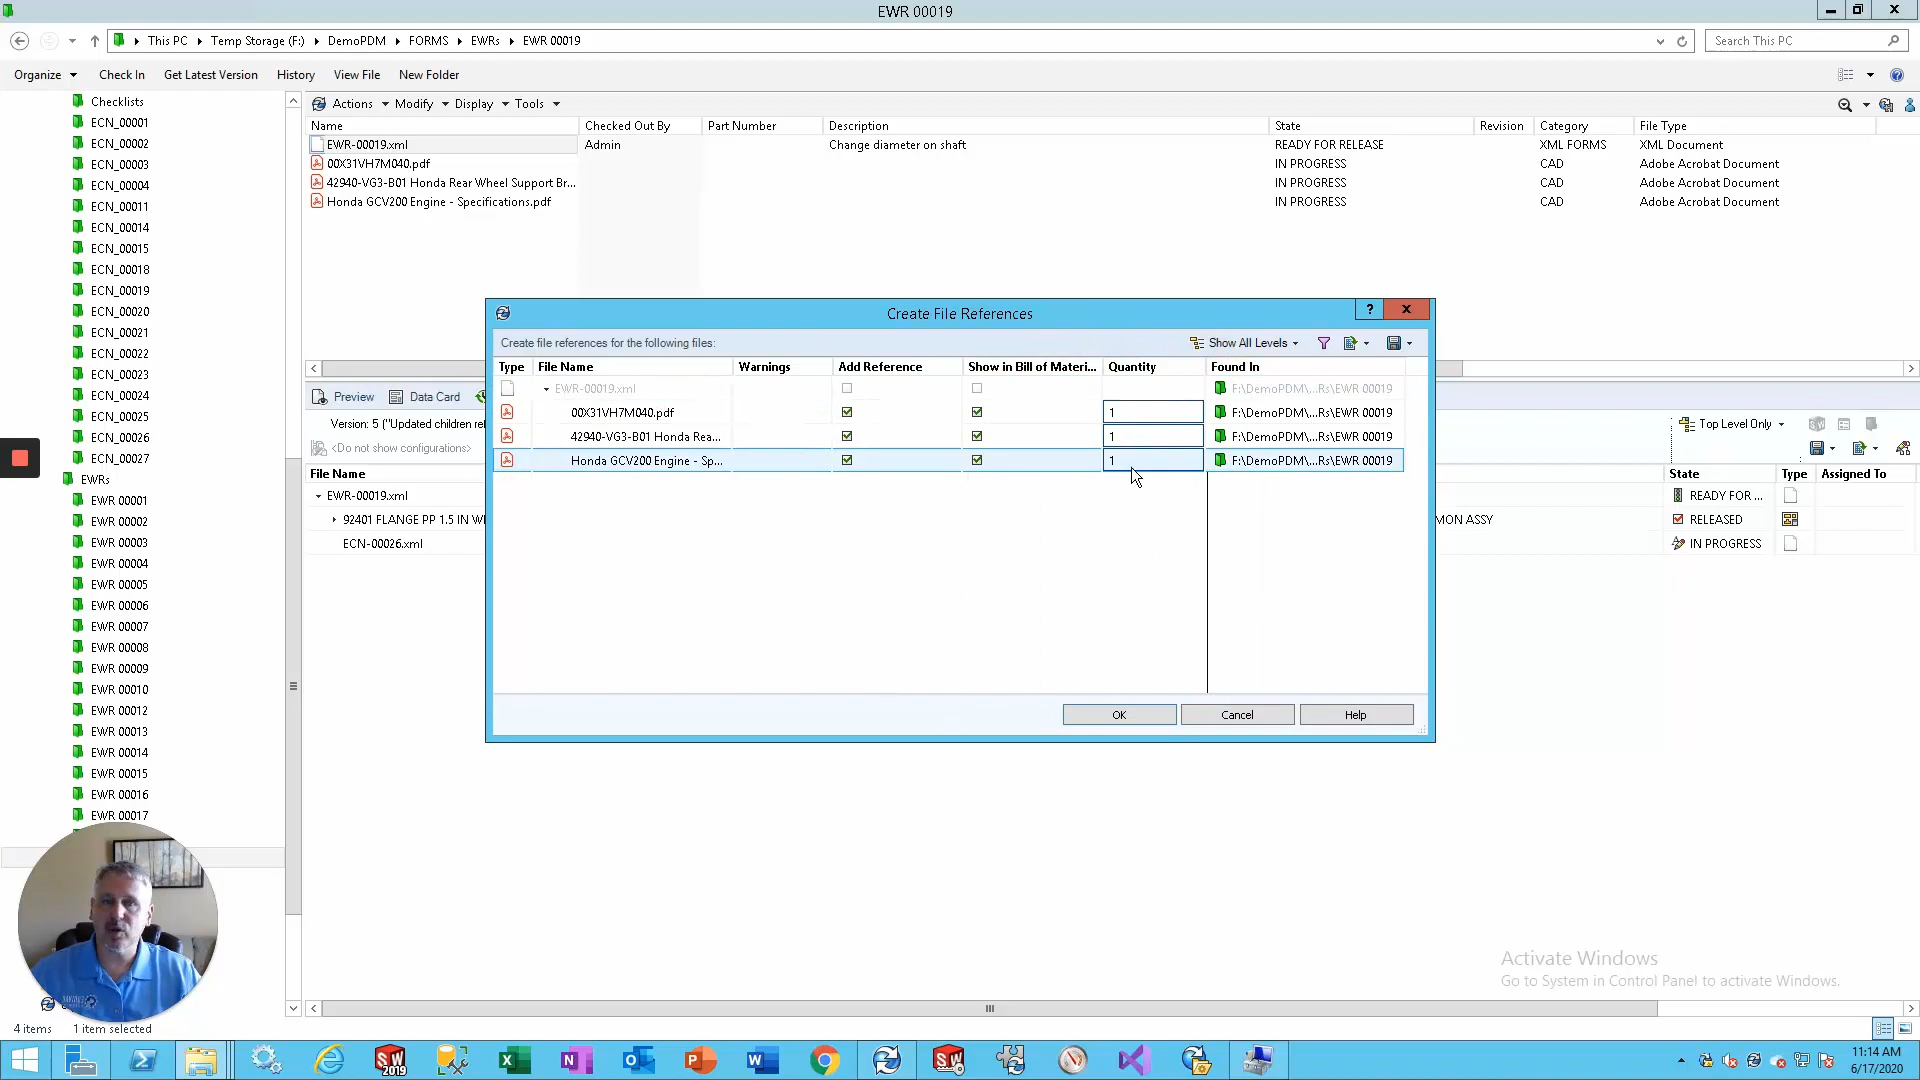 EWR 00019
This PC
Temp Storage (F:)
DemoPDM
FORMS
EWRs
EWR 00019
Search This PC
Organize
Check In
Get Latest Version
History
View File
New Folder
Checklists
ECN_00001
ECN_00002
ECN_00003
ECN_00004
ECN_00011
ECN_00014
ECN_00015
ECN_00018
ECN_00019
ECN_00020
ECN_00021
ECN_00022
ECN_00023
ECN_00024
ECN_00025
ECN_00026
ECN_00027
EWRs
EWR 00001
EWR 00002
EWR 00003
EWR 00004
EWR 00005
EWR 00006
EWR 00007
EWR 00008
EWR 00009
EWR 00010
EWR 00012
EWR 00013
EWR 00014
EWR 00015
EWR 00016
EWR 00017
Actions Modify Display Tools
Name Checked Out By Part Number Description State Revision Category File Type
EWR-00019.xml Admin Change diameter on shaft READY FOR RELEASE XML FORMS XML Document
00X31VH7M040.pdf IN PROGRESS CAD Adobe Acrobat Document
42940-VG3-B01 Honda Rear Wheel Support Br... IN PROGRESS CAD Adobe Acrobat Document
Honda GCV200 Engine - Specifications.pdf IN PROGRESS CAD Adobe Acrobat Document
Preview Data Card
Version: 5 ("Updated children re
<Do not show configurations>
File Name
EWR-00019.xml
92401 FLANGE PP 1.5 IN W
ECN-00026.xml
Create File References
?
Create file references for the following files:
Show All Levels
Type File Name Warnings Add Reference Show in Bill of Materi... Quantity Found In
EWR-00019.xml F:\DemoPDM\...Rs\EWR 00019
00X31VH7M040.pdf 1 F:\DemoPDM\...Rs\EWR 00019
42940-VG3-B01 Honda Rea... 1 F:\DemoPDM\...Rs\EWR 00019
Honda GCV200 Engine - Sp... 1 F:\DemoPDM\...Rs\EWR 00019
OK Cancel Help
Top Level Only
State Type Assigned To
READY FOR ...
MON ASSY RELEASED
IN PROGRESS
Activate Windows
Go to System in Control Panel to activate Windows.
4 items 1 item selected
SW
2019
11:14 AM
6/17/2020